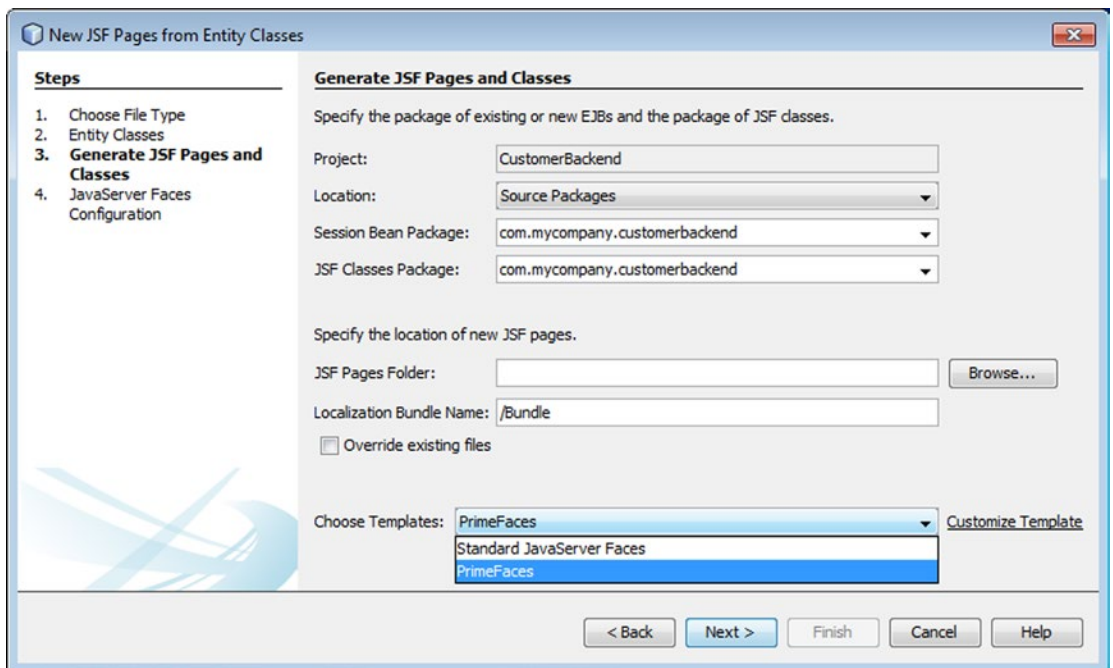 New JSF Pages from Entity Classes
Steps
1. Choose File Type
2. Entity Classes
3. Generate JSF Pages and
Classes
4. JavaServer Faces
Configuration
Generate JSF Pages and Classes
Specify the package of existing or new EJBs and the package of JSF classes.
Project: CustomerBackend
Location: Source Packages
Session Bean Package: com.mycompany.customerbackend
JSF Classes Package: com.mycompany.customerbackend
Specify the location of new JSF pages.
JSF Pages Folder: Browse...
Localization Bundle Name: /Bundle
Override existing files
Choose Templates: PrimeFaces Customize Template
Standard JavaServer Faces
PrimeFaces
< Back Next > Finish Cancel Help